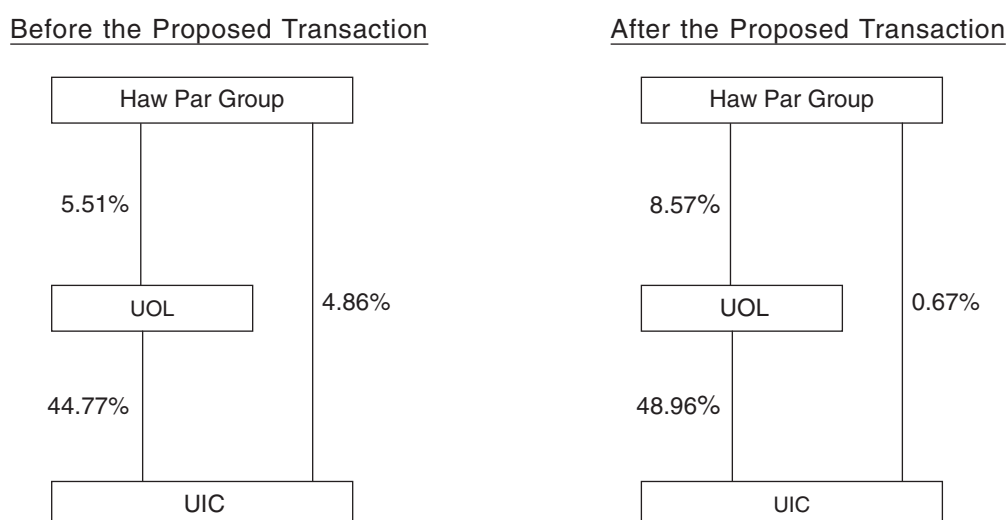 Before the Proposed Transaction
Haw Par Group
5.51%
UOL
4.86%
44.77%
UIC
After the Proposed Transaction
Haw Par Group
8.57%
UOL
0.67%
48.96%
UIC